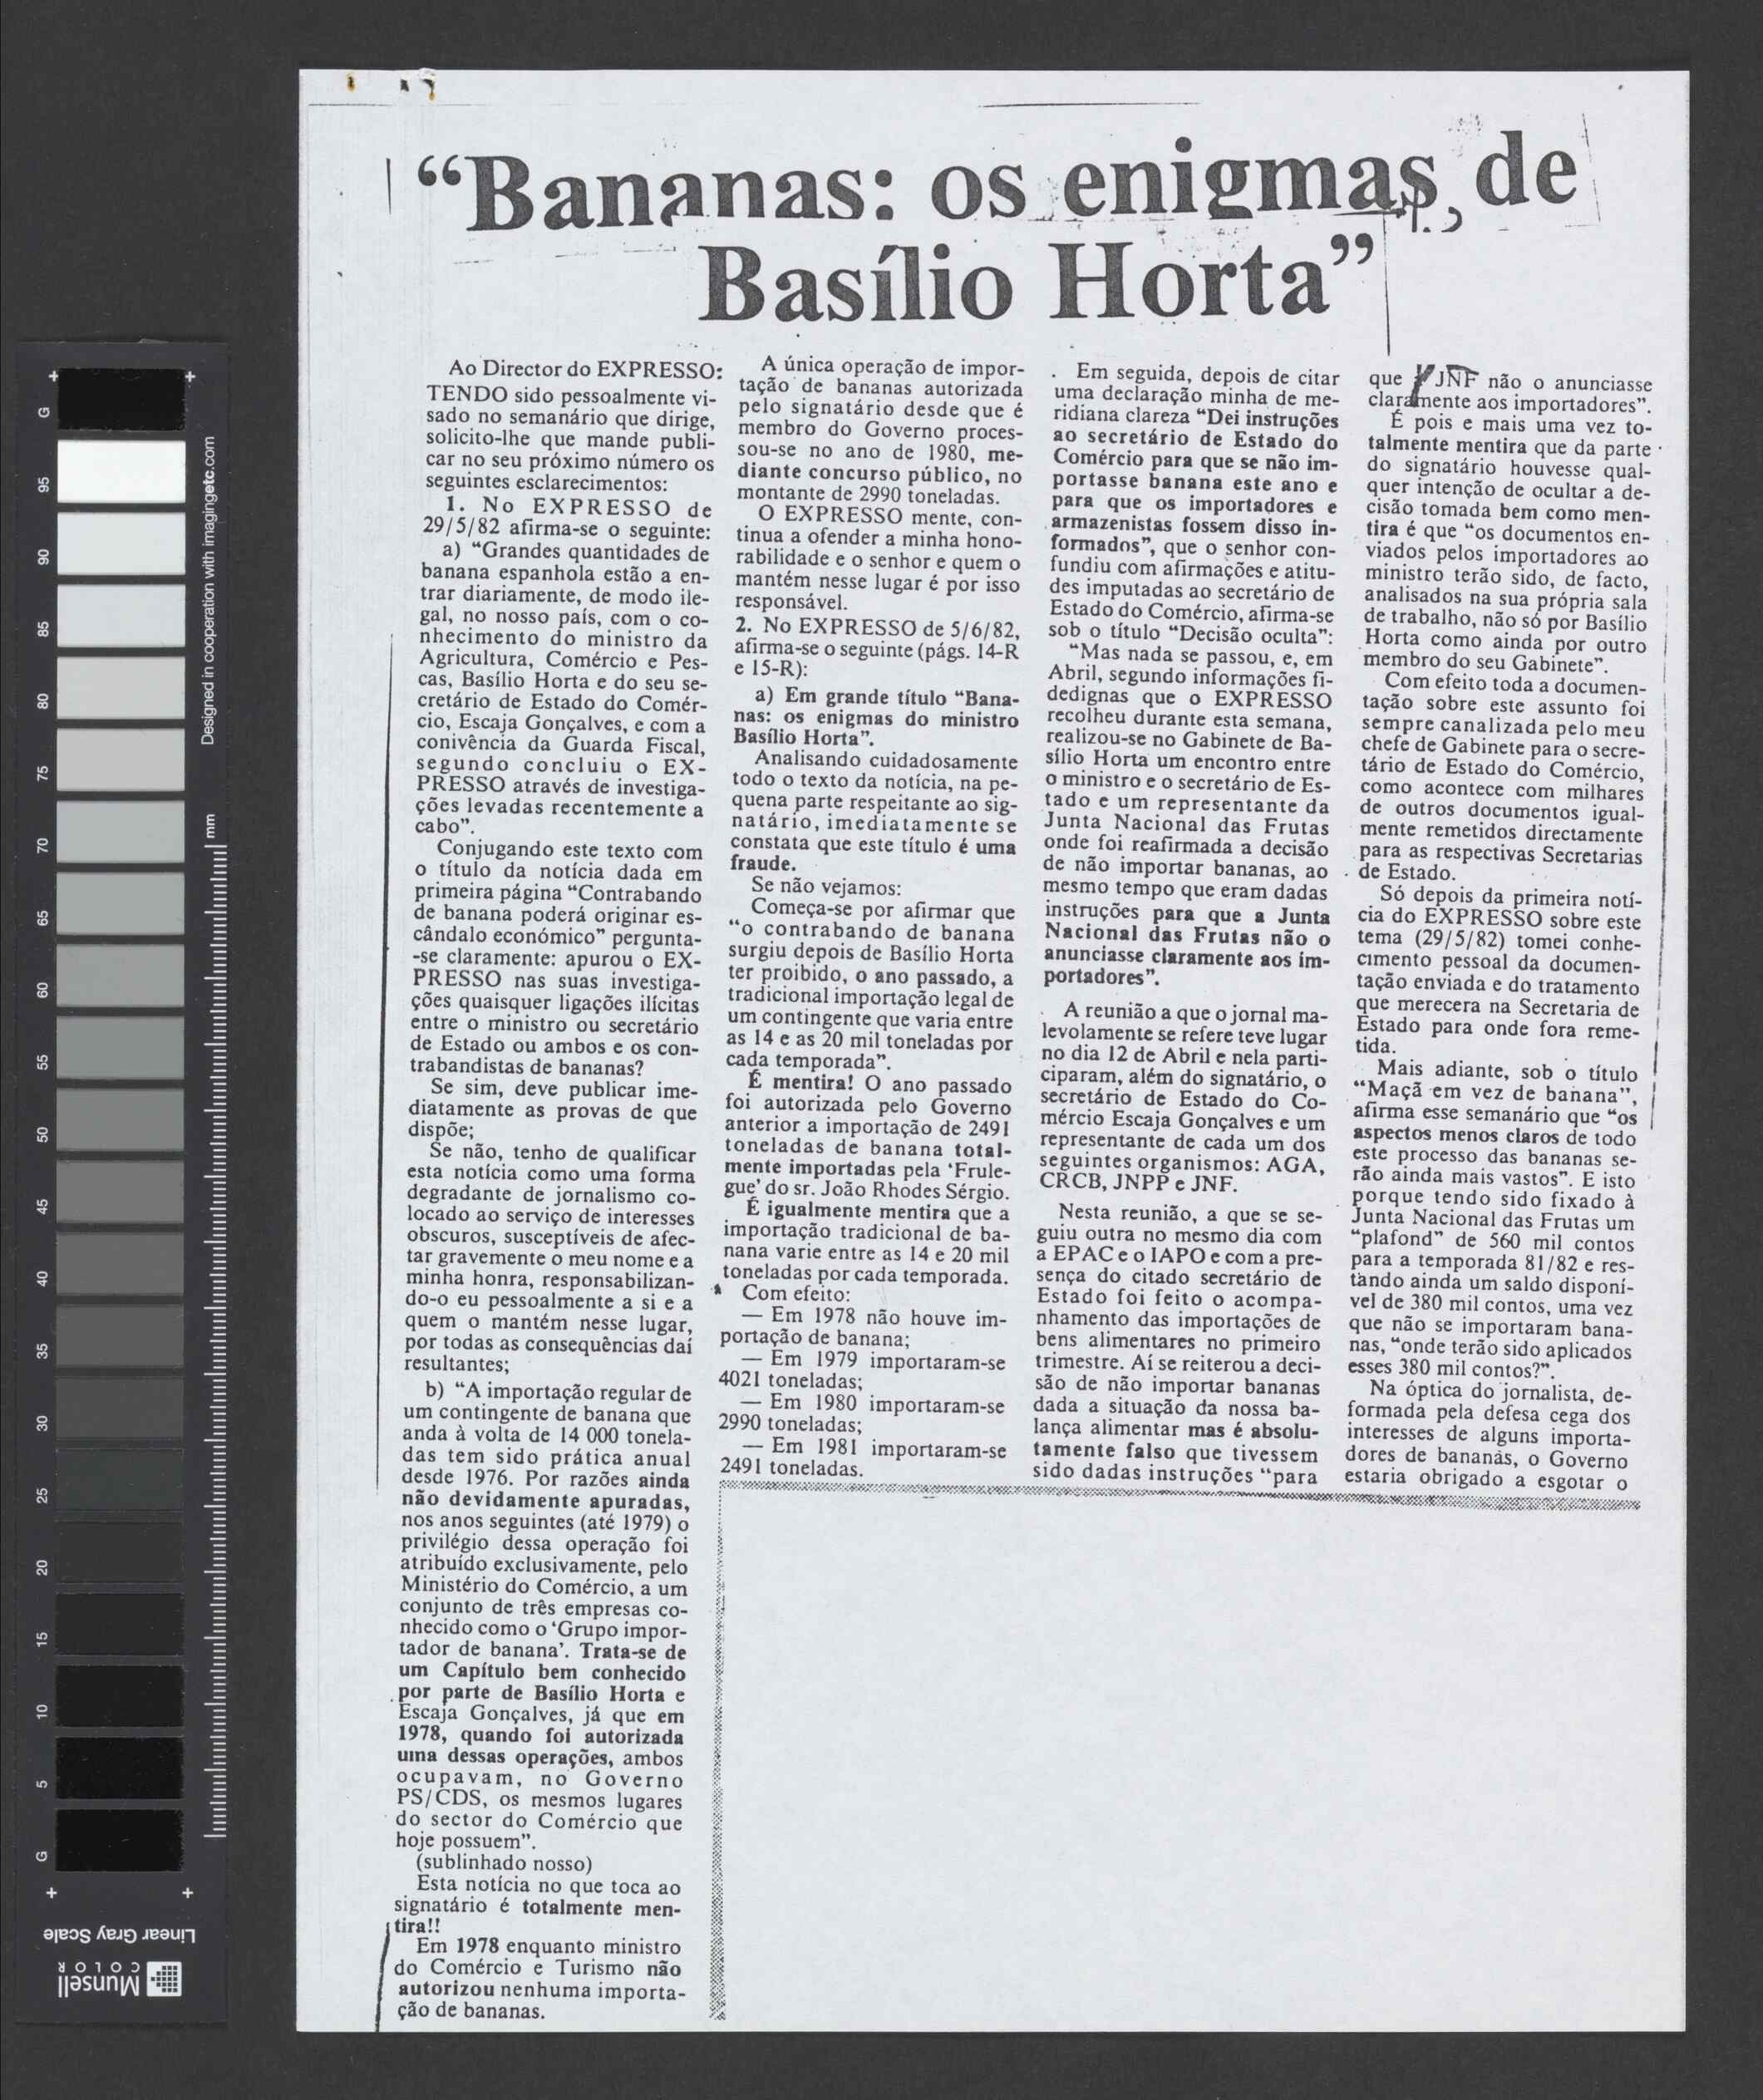 “Bananas: os enigmas, de
Basílio Horta”
Ao Director do EXPRESSO:
TENDO sido pessoalmente vi-
sado no semanário que dirige,
solicito-lhe que mande publi-
car no seu próximo número os
seguintes esclarecimentos:
1. No EXPRESSO de
29/5/82 afirma-se o seguinte:
a) “Grandes quantidades de
banana espanhola estão a en-
trar diariamente, de modo ile-
gal, no nosso país, com o co-
nhecimento do ministro da
Agricultura, Comércio e Pes-
cas, Basílio Horta e do seu se-
cretário de Estado do Comér-
cio, Escaja Gonçalves, e com a
conivência da Guarda Fiscal,
segundo concluiu o EX-
PRESSO através de investiga-
ções levadas recentemente a
cabo”.
Conjugando este texto com
o título da notícia dada em
primeira página “Contrabando
de banana poderá originar es-
cândalo económico” pergunta-
-se claramente: apurou o EX-
PRESSO nas suas investiga-
ções quaisquer ligações ilícitas
entre o ministro ou secretário
de Estado ou ambos e os con-
trabandistas de bananas?
Se sim, deve publicar ime-
diatamente as provas de que
dispõe;
Se não, tenho de qualificar
esta notícia como uma forma
degradante de jornalismo co-
locado ao serviço de interesses
obscuros, susceptíveis de afec-
tar gravemente o meu nome e a
minha honra, responsabilizan-
do-o eu pessoalmente a si e a
quem o mantém nesse lugar,
por todas as consequências daí
resultantes;
b) “A importação regular de
um contingente de banana que
anda à volta de 14 000 tonela-
das tem sido prática anual
desde 1976. Por razões ainda
não devidamente apuradas,
nos anos seguintes (até 1979) o
privilégio dessa operação foi
atribuído exclusivamente, pelo
Ministério do Comércio, a um
conjunto de três empresas co-
nhecido como o ‘Grupo impor-
tador de banana’. Trata-se de
um Capítulo bem conhecido
por parte de Basílio Horta e
Escaja Gonçalves, já que em
1978, quando foi autorizada
uma dessas operações, ambos
ocupavam, no Governo
PS/CDS, os mesmos lugares
do sector do Comércio que
hoje possuem”.
(sublinhado nosso)
Esta notícia no que toca ao
signatário é totalmente men-
tira!!
Em 1978 enquanto ministro
do Comércio e Turismo não
autorizou nenhuma importa-
ção de bananas.
A única operação de impor-
tação de bananas autorizada
pelo signatário desde que é
membro do Governo proces-
sou-se no ano de 1980, me-
diante concurso público, no
montante de 2990 toneladas.
O EXPRESSO mente, con-
tinua a ofender a minha hono-
rabilidade e o senhor e quem o
mantém nesse lugar é por isso
responsável.
2. No EXPRESSO de 5/6/82,
afirma-se o seguinte (págs. 14-R
e 15-R):
a) Em grande título “Bana-
nas: os enigmas do ministro
Basílio Horta”.
Analisando cuidadosamente
todo o texto da notícia, na pe-
quena parte respeitante ao sig-
natário, imediatamente se
constata que este título é uma
fraude.
Se não vejamos:
Começa-se por afirmar que
“o contrabando de banana
surgiu depois de Basílio Horta
ter proibido, o ano passado, a
tradicional importação legal de
um contingente que varia entre
as 14 e as 20 mil toneladas por
cada temporada”.
É mentira! O ano passado
foi autorizada pelo Governo
anterior a importação de 2491
toneladas de banana total-
mente importadas pela ‘Frule-
gue’ do sr. João Rhodes Sérgio.
É igualmente mentira que a
importação tradicional de ba-
nana varie entre as 14 e 20 mil
toneladas por cada temporada.
Com efeito:
— Em 1978 não houve im-
portação de banana;
— Em 1979 importaram-se
4021 toneladas;
— Em 1980 importaram-se
2990 toneladas;
— Em 1981 importaram-se
2491 toneladas.
Em seguida, depois de citar
uma declaração minha de me-
ridiana clareza “Dei instruções
ao secretário de Estado do
Comércio para que se não im-
portasse banana este ano e
para que os importadores e
armazenistas fossem disso in-
formados”, que o senhor con-
fundiu com afirmações e atitu-
des imputadas ao secretário de
Estado do Comércio, afirma-se
sob o título “Decisão oculta”:
“Mas nada se passou, e, em
Abril, segundo informações fi-
dedignas que o EXPRESSO
recolheu durante esta semana,
realizou-se no Gabinete de Ba-
sílio Horta um encontro entre
o ministro e o secretário de Es-
tado e um representante da
Junta Nacional das Frutas
onde foi reafirmada a decisão
de não importar bananas, ao
mesmo tempo que eram dadas
instruções para que a Junta
Nacional das Frutas não o
anunciasse claramente aos im-
portadores”.
A reunião a que o jornal ma-
levolamente se refere teve lugar
no dia 12 de Abril e nela parti-
ciparam, além do signatário, o
secretário de Estado do Co-
mércio Escaja Gonçalves e um
representante de cada um dos
seguintes organismos: AGA,
CRCB, JNPP e JNF.
Nesta reunião, a que se se-
guiu outra no mesmo dia com
a EPAC e o IAPO e com a pre-
sença do citado secretário de
Estado foi feito o acompa-
nhamento das importações de
bens alimentares no primeiro
trimestre. Aí se reiterou a deci-
são de não importar bananas
dada a situação da nossa ba-
lança alimentar mas é absolu-
tamente falso que tivessem
sido dadas instruções “para
que JNF não o anunciasse
claramente aos importadores”.
É pois e mais uma vez to-
talmente mentira que da parte
do signatário houvesse qual-
quer intenção de ocultar a de-
cisão tomada bem como men-
tira é que “os documentos en-
viados pelos importadores ao
ministro terão sido, de facto,
analisados na sua própria sala
de trabalho, não só por Basílio
Horta como ainda por outro
membro do seu Gabinete”.
Com efeito toda a documen-
tação sobre este assunto foi
sempre canalizada pelo meu
chefe de Gabinete para o secre-
tário de Estado do Comércio,
como acontece com milhares
de outros documentos igual-
mente remetidos directamente
para as respectivas Secretarias
de Estado.
Só depois da primeira notí-
cia do EXPRESSO sobre este
tema (29/5/82) tomei conhe-
cimento pessoal da documen-
tação enviada e do tratamento
que merecera na Secretaria de
Estado para onde fora reme-
tida.
Mais adiante, sob o título
“Maçã em vez de banana”,
afirma esse semanário que “os
aspectos menos claros de todo
este processo das bananas se-
rão ainda mais vastos”. E isto
porque tendo sido fixado à
Junta Nacional das Frutas um
“plafond” de 560 mil contos
para a temporada 81/82 e res-
tando ainda um saldo disponí-
vel de 380 mil contos, uma vez
que não se importaram bana-
nas, “onde terão sido aplicados
esses 380 mil contos?”.
Na óptica do jornalista, de-
formada pela defesa cega dos
interesses de alguns importa-
dores de bananas, o Governo
estaria obrigado a esgotar o
G
95
90
85
80
75
70
65
60
55
50
45
40
35
30
25
20
15
10
5
G
Designed in cooperation with imagingetc.com
mm
Linear Gray Scale
Munsell
COLOR